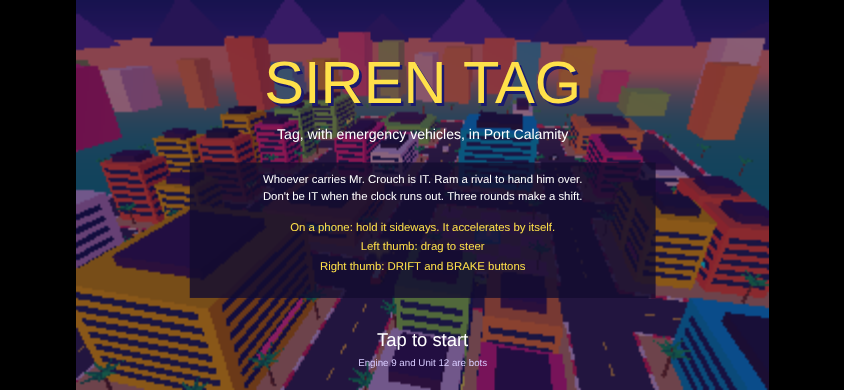 SIREN TAG
Tag, with emergency vehicles, in Port Calamity
Whoever carries Mr. Crouch is IT. Ram a rival to hand him over.
Don't be IT when the clock runs out. Three rounds make a shift.
On a phone: hold it sideways. It accelerates by itself.
Left thumb: drag to steer
Right thumb: DRIFT and BRAKE buttons
Tap to start
Engine 9 and Unit 12 are bots